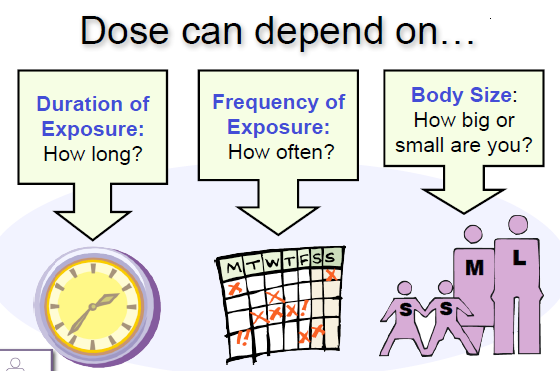 Dose can depend on…
Duration of
Exposure:
How long?
Frequency of
Exposure:
How often?
Body Size:
How big or
small are you?
M T W T F S S
X X
X
X X X !
!! X X
S S M L